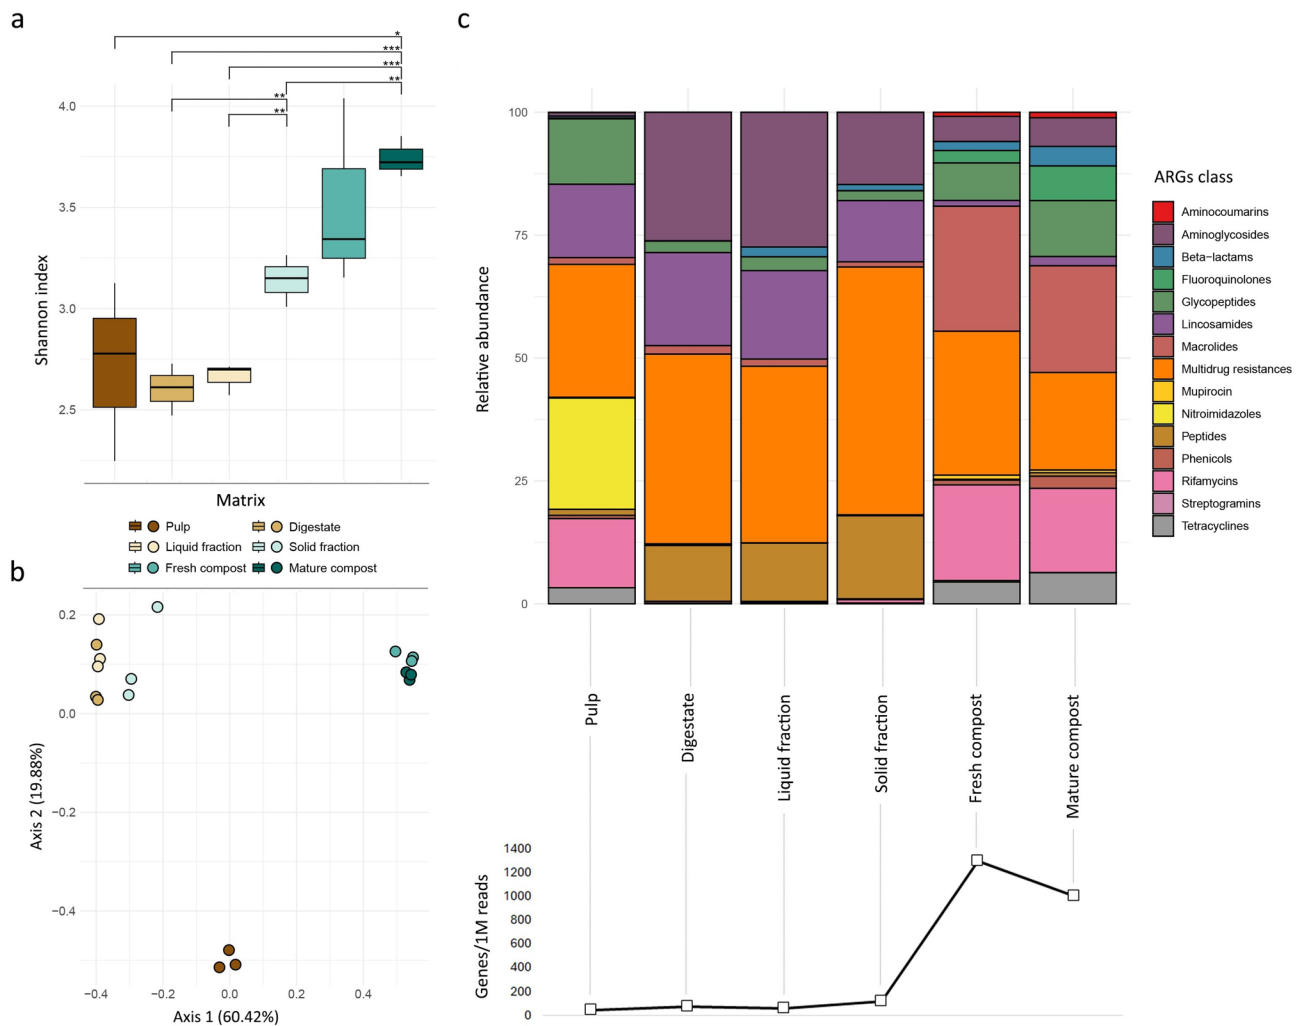 a
*
***
***
**
**
**
4.0
3.5
3.0
2.5
Shannon index
Matrix
Pulp
Digestate
Liquid fraction
Solid fraction
Fresh compost
Mature compost
b
0.2
0.0
−0.2
−0.4
Axis 2 (19.88%)
−0.4
−0.2
0.0
0.2
0.4
Axis 1 (60.42%)
c
100
75
50
25
0
Relative abundance
ARGs class
Aminocoumarins
Aminoglycosides
Beta−lactams
Fluoroquinolones
Glycopeptides
Lincosamides
Macrolides
Multidrug resistances
Mupirocin
Nitroimidazoles
Peptides
Phenicols
Rifamycins
Streptogramins
Tetracyclines
Pulp
Digestate
Liquid fraction
Solid fraction
Fresh compost
Mature compost
1400
1200
1000
800
600
400
200
0
Genes/1M reads